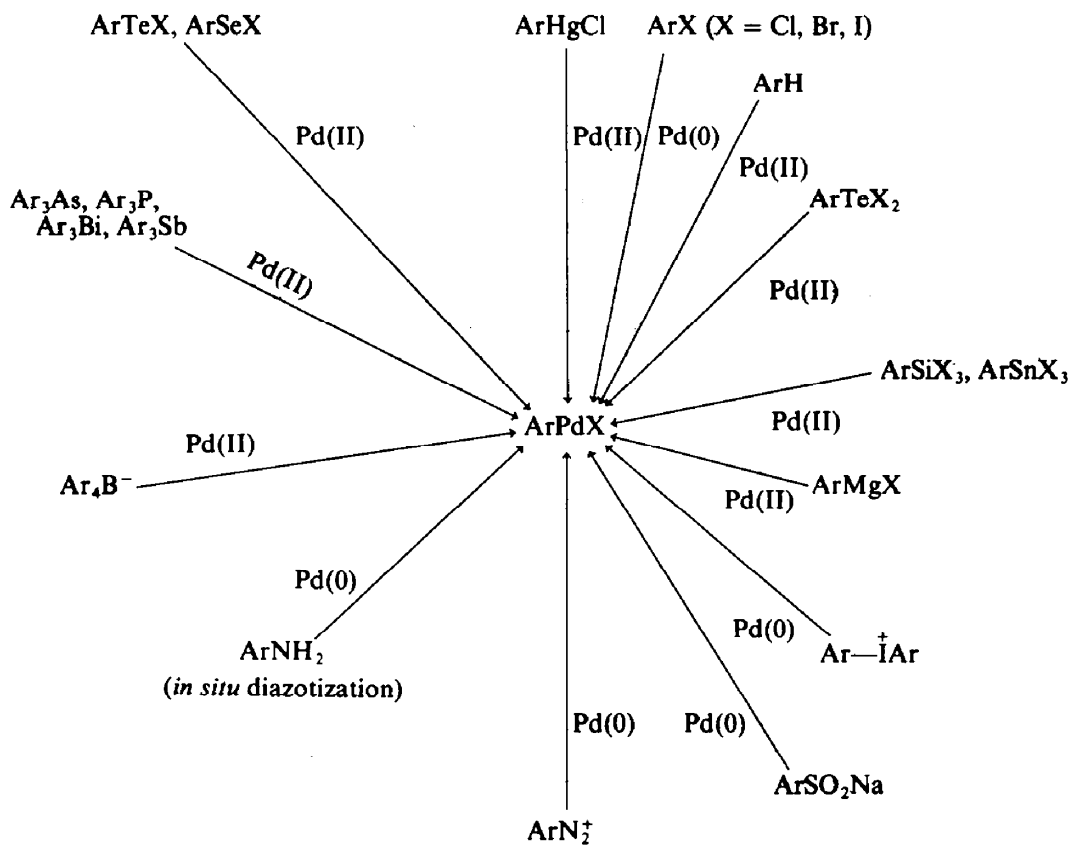 ArTeX, ArSeX
ArHgCl
ArX (X = Cl, Br, I)
ArH
Pd(II)
Pd(II)
Pd(0)
Pd(II)
Ar₃As, Ar₃P,
Ar₃Bi, Ar₃Sb
ArTeX₂
Pd(II)
Pd(II)
ArSiX₃, ArSnX₃
ArPdX
Pd(II)
Pd(II)
Ar₄B⁻
ArMgX
Pd(II)
Pd(0)
Pd(0)
ArNH₂
(in situ diazotization)
Ar—I⁺Ar
Pd(0)
Pd(0)
ArSO₂Na
ArN₂⁺